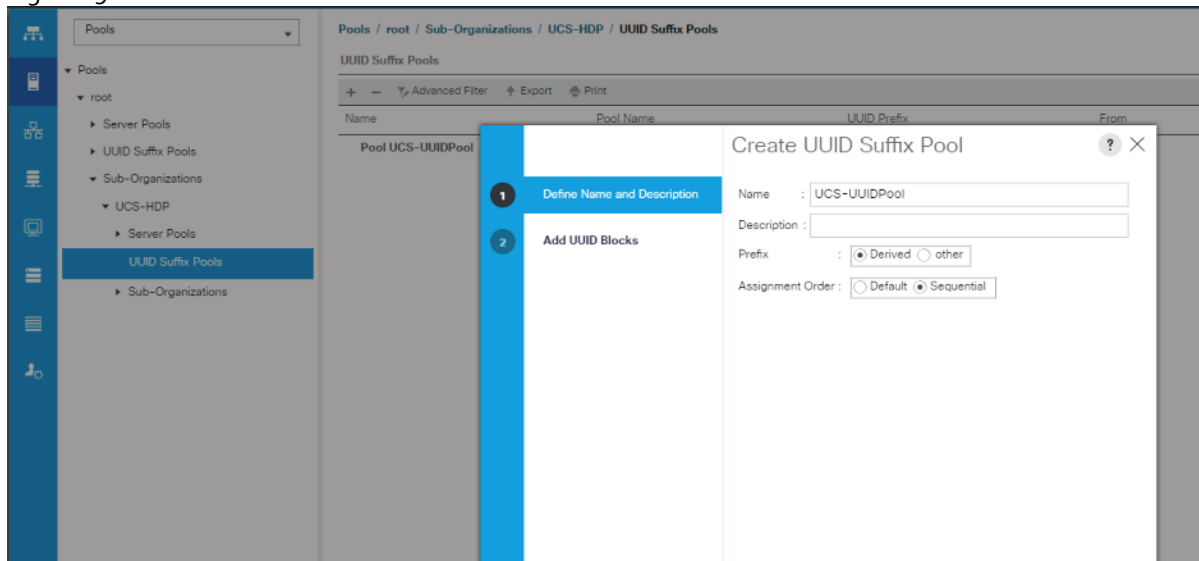 Pools
Pools / root / Sub-Organizations / UCS-HDP / UUID Suffix Pools
UUID Suffix Pools
Pools
+ − Advanced Filter Export Print
root
Name Pool Name UUID Prefix From
Server Pools
Pool UCS-UUIDPool
UUID Suffix Pools
Sub-Organizations
UCS-HDP
Server Pools
UUID Suffix Pools
Sub-Organizations
Create UUID Suffix Pool
? ×
1 Define Name and Description
2 Add UUID Blocks
Name : UCS-UUIDPool
Description :
Prefix : Derived other
Assignment Order : Default Sequential